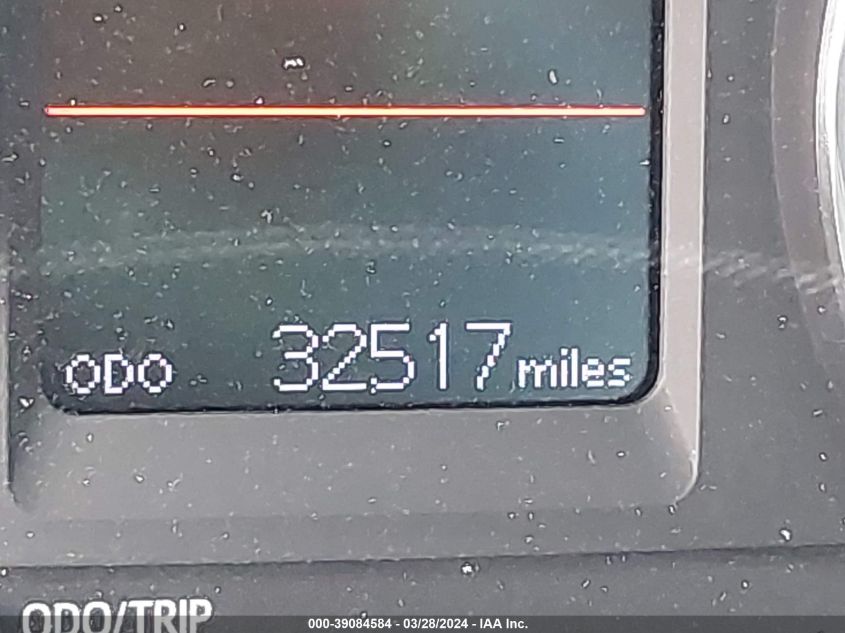 ODO 32517 miles
ODO/TRIP
000-39084584 - 03/28/2024 - IAA Inc.